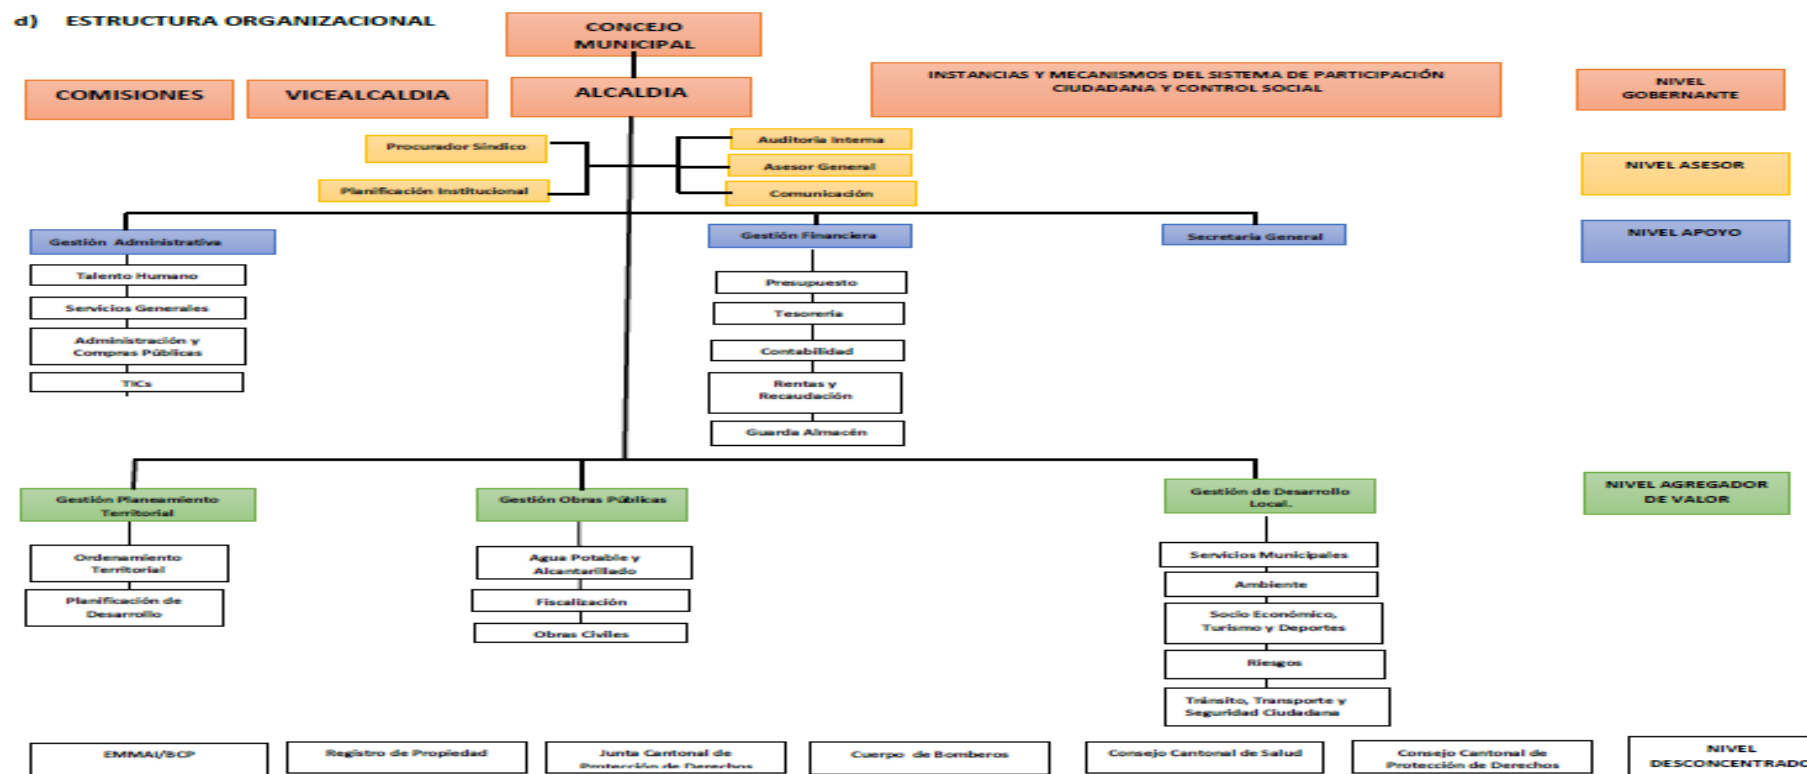 d) ESTRUCTURA ORGANIZACIONAL
CONCEJO
MUNICIPAL
COMISIONES
VICEALCALDIA
ALCALDIA
INSTANCIAS Y MECANISMOS DEL SISTEMA DE PARTICIPACIÓN
CIUDADANA Y CONTROL SOCIAL
NIVEL
GOBERNANTE
Procurador Síndico
Auditoria Interna
Asesor General
NIVEL ASESOR
Planificación Institucional
Comunicación
Gestión Administrativa
Gestión Financiera
Secretaría General
NIVEL APOYO
Talento Humano
Servicios Generales
Administración y
Compras Públicas
TICs
Presupuesto
Tesorería
Contabilidad
Rentas y
Recaudación
Guarda Almacén
Gestión Planeamiento
Territorial
Gestión Obras Públicas
Gestión de Desarrollo
Local.
NIVEL AGREGADOR
DE VALOR
Ordenamiento
Territorial
Planificación de
Desarrollo
Agua Potable y
Alcantarillado
Fiscalización
Obras Civiles
Servicios Municipales
Ambiente
Socio Económico,
Turismo y Deportes
Riesgos
Tránsito, Transporte y
Seguridad Ciudadana
EMMAI/BCP
Registro de Propiedad
Junta Cantonal de
Protección de Derechos
Cuerpo de Bomberos
Consejo Cantonal de Salud
Consejo Cantonal de
Protección de Derechos
NIVEL
DESCONCENTRADO